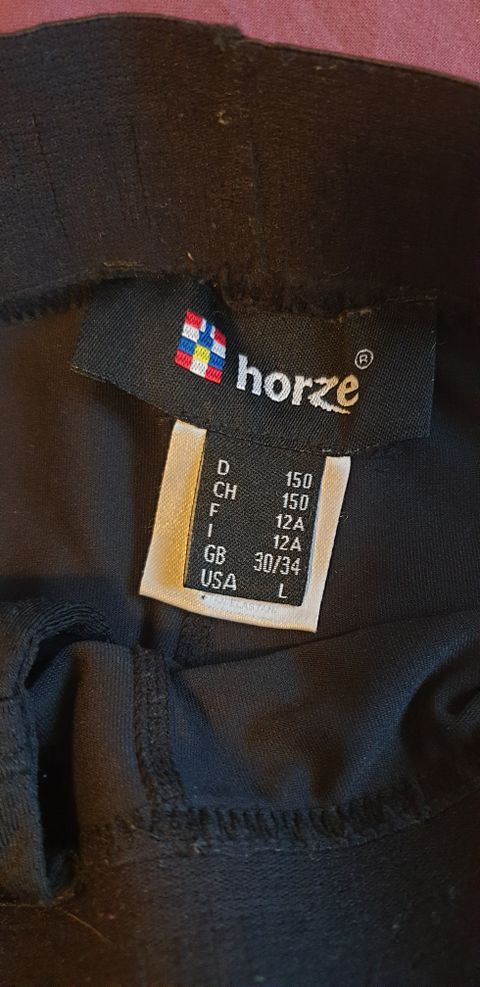 horze®
D 150
CH 150
F 12A
I 12A
GB 30/34
USA L